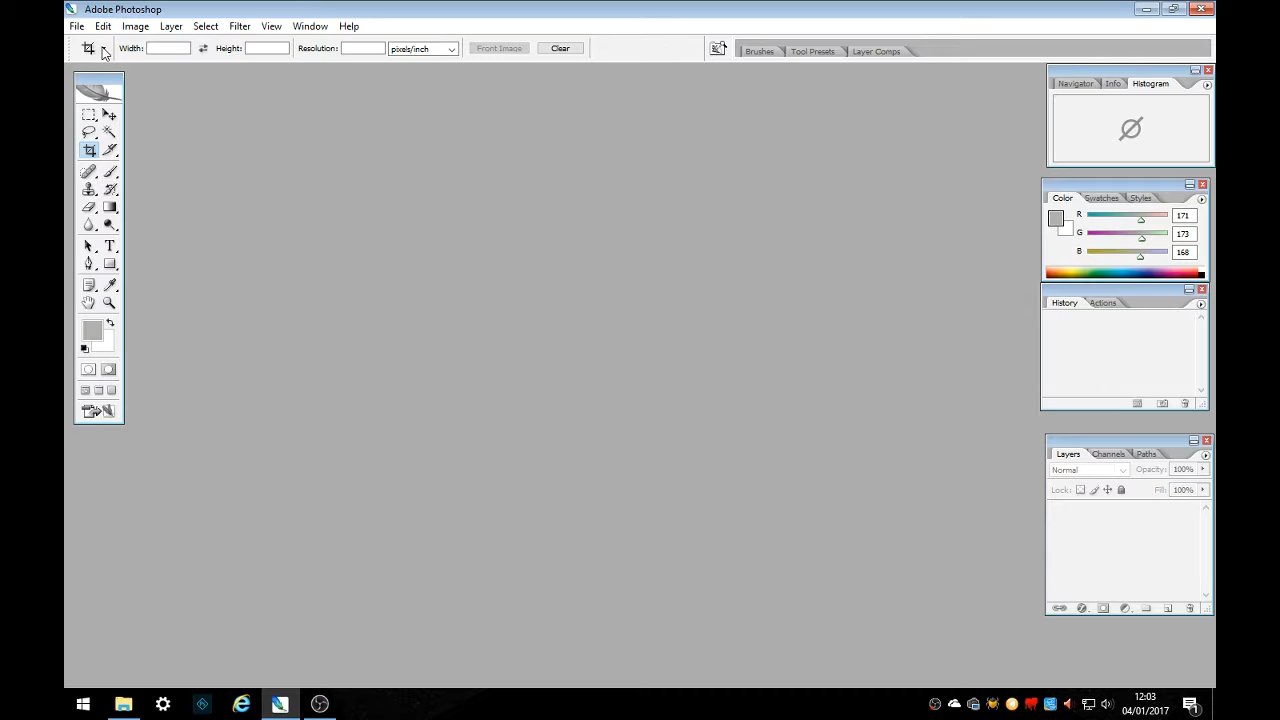 Adobe Photoshop
File Edit Image Layer Select Filter View Window Help
Width: Height: Resolution: pixels/inch Front Image Clear Brushes Tool Presets Layer Comps
Navigator Info Histogram
Color Swatches Styles
R 171
G 173
B 168
History Actions
Layers Channels Paths
Normal Opacity: 100%
Lock: Fill: 100%
12:03
04/01/2017
1